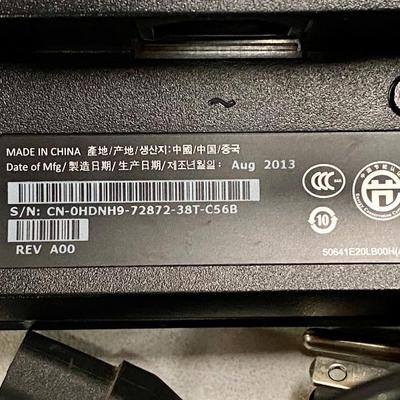 MADE IN CHINA 產地/产地/생산지:中國/中国/중국
Date of Mfg/製造日期/生产日期/제조년월일: Aug 2013
S/N: CN-0HDNH9-72872-38T-C56B
REV A00
10
50641E20LB00H(A